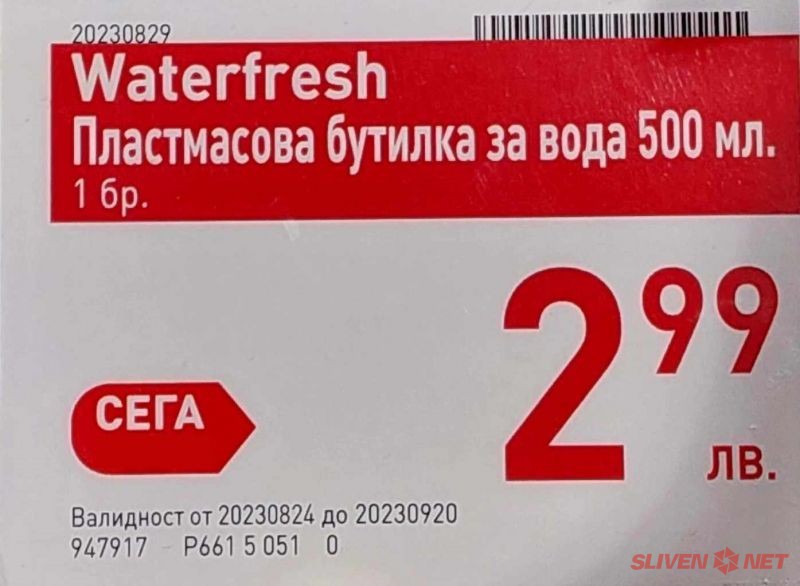 20230829
Waterfresh
Пластмасова бутилка за вода 500 мл.
1 бр.
2 99
лв.
СЕГА
Валидност от 20230824 до 20230920
947917 P661 5 051 0
SLIVEN NET